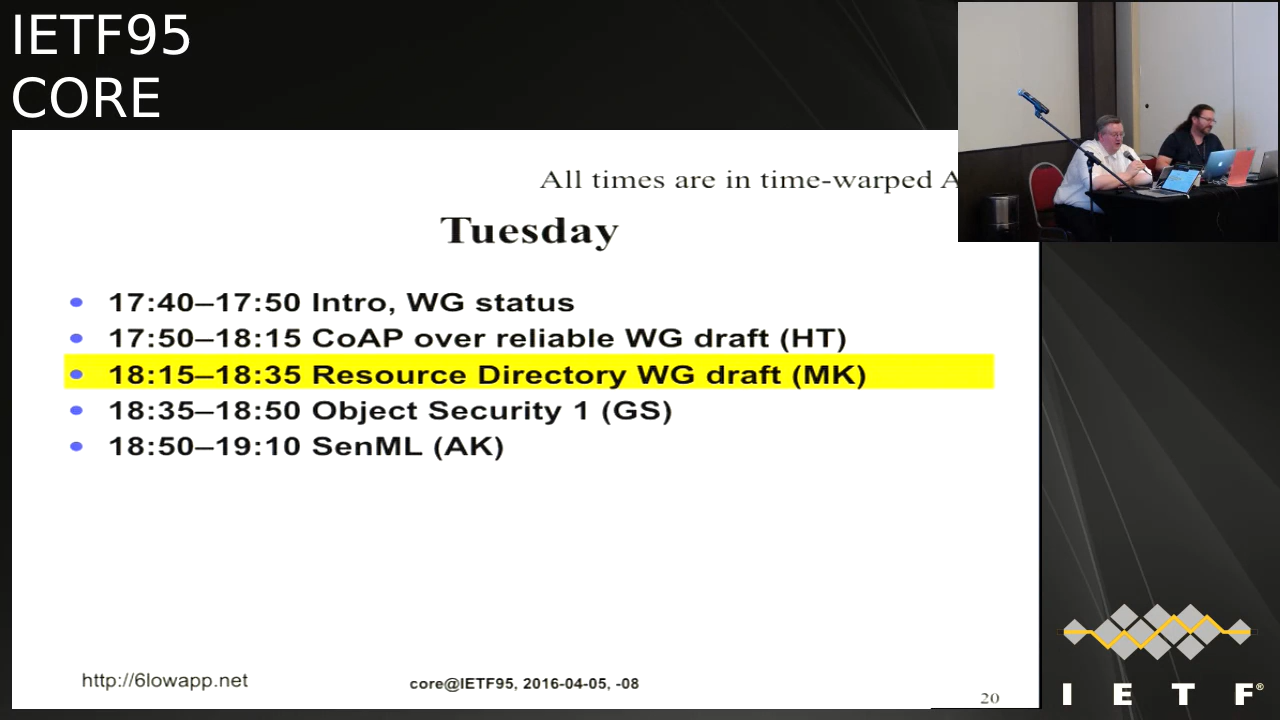 IETF95
CORE
All times are in time-warped A
Tuesday
• 17:40–17:50 Intro, WG status
• 17:50–18:15 CoAP over reliable WG draft (HT)
• 18:15–18:35 Resource Directory WG draft (MK)
• 18:35–18:50 Object Security 1 (GS)
• 18:50–19:10 SenML (AK)
http://6lowapp.net
core@IETF95, 2016-04-05, -08
20
I E T F®